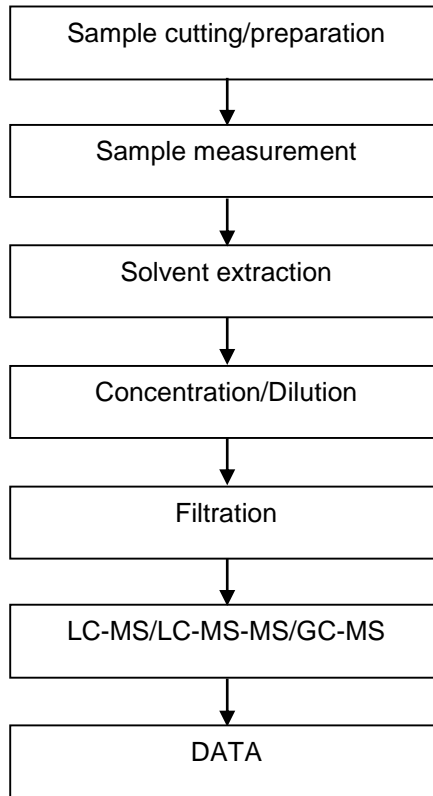 Sample cutting/preparation
Sample measurement
Solvent extraction
Concentration/Dilution
Filtration
LC-MS/LC-MS-MS/GC-MS
DATA